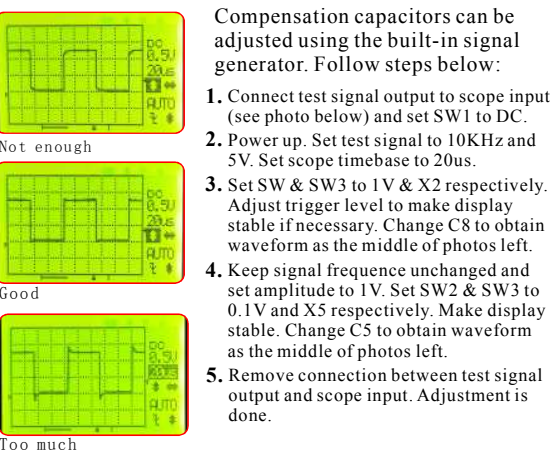 Compensation capacitors can be
adjusted using the built-in signal
generator. Follow steps below:
1. Connect test signal output to scope input
(see photo below) and set SW1 to DC.
2. Power up. Set test signal to 10KHz and
5V. Set scope timebase to 20us.
3. Set SW & SW3 to 1V & X2 respectively.
Adjust trigger level to make display
stable if necessary. Change C8 to obtain
waveform as the middle of photos left.
4. Keep signal frequence unchanged and
set amplitude to 1V. Set SW2 & SW3 to
0.1V and X5 respectively. Make display
stable. Change C5 to obtain waveform
as the middle of photos left.
5. Remove connection between test signal
output and scope input. Adjustment is
done.
DC
0.5V
20us
AUTO
Not enough
DC
0.5V
20us
AUTO
Good
DC
0.5V
20us
AUTO
Too much